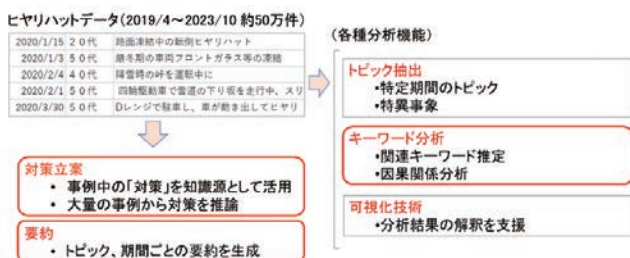 ヒヤリハットデータ(2019/4～2023/10 約50万件)
2020/1/15 20代 路面凍結中の転倒ヒヤリハット
2020/1/3 50代 厳冬期の車両フロントガラス等の凍結
2020/2/4 40代 降雪時の峠を運転中に
2020/2/1 50代 四輪駆動車で雪道の下り坂を走行中、スリ
2020/3/30 50代 Dレンジで駐車し、車が動き出してヒヤリ
対策立案
• 事例中の「対策」を知識源として活用
• 大量の事例から対策を推論
要約
• トピック、期間ごとの要約を生成
(各種分析機能)
トピック抽出
•特定期間のトピック
•特異事象
キーワード分析
•関連キーワード推定
•因果関係分析
可視化技術
•分析結果の解釈を支援